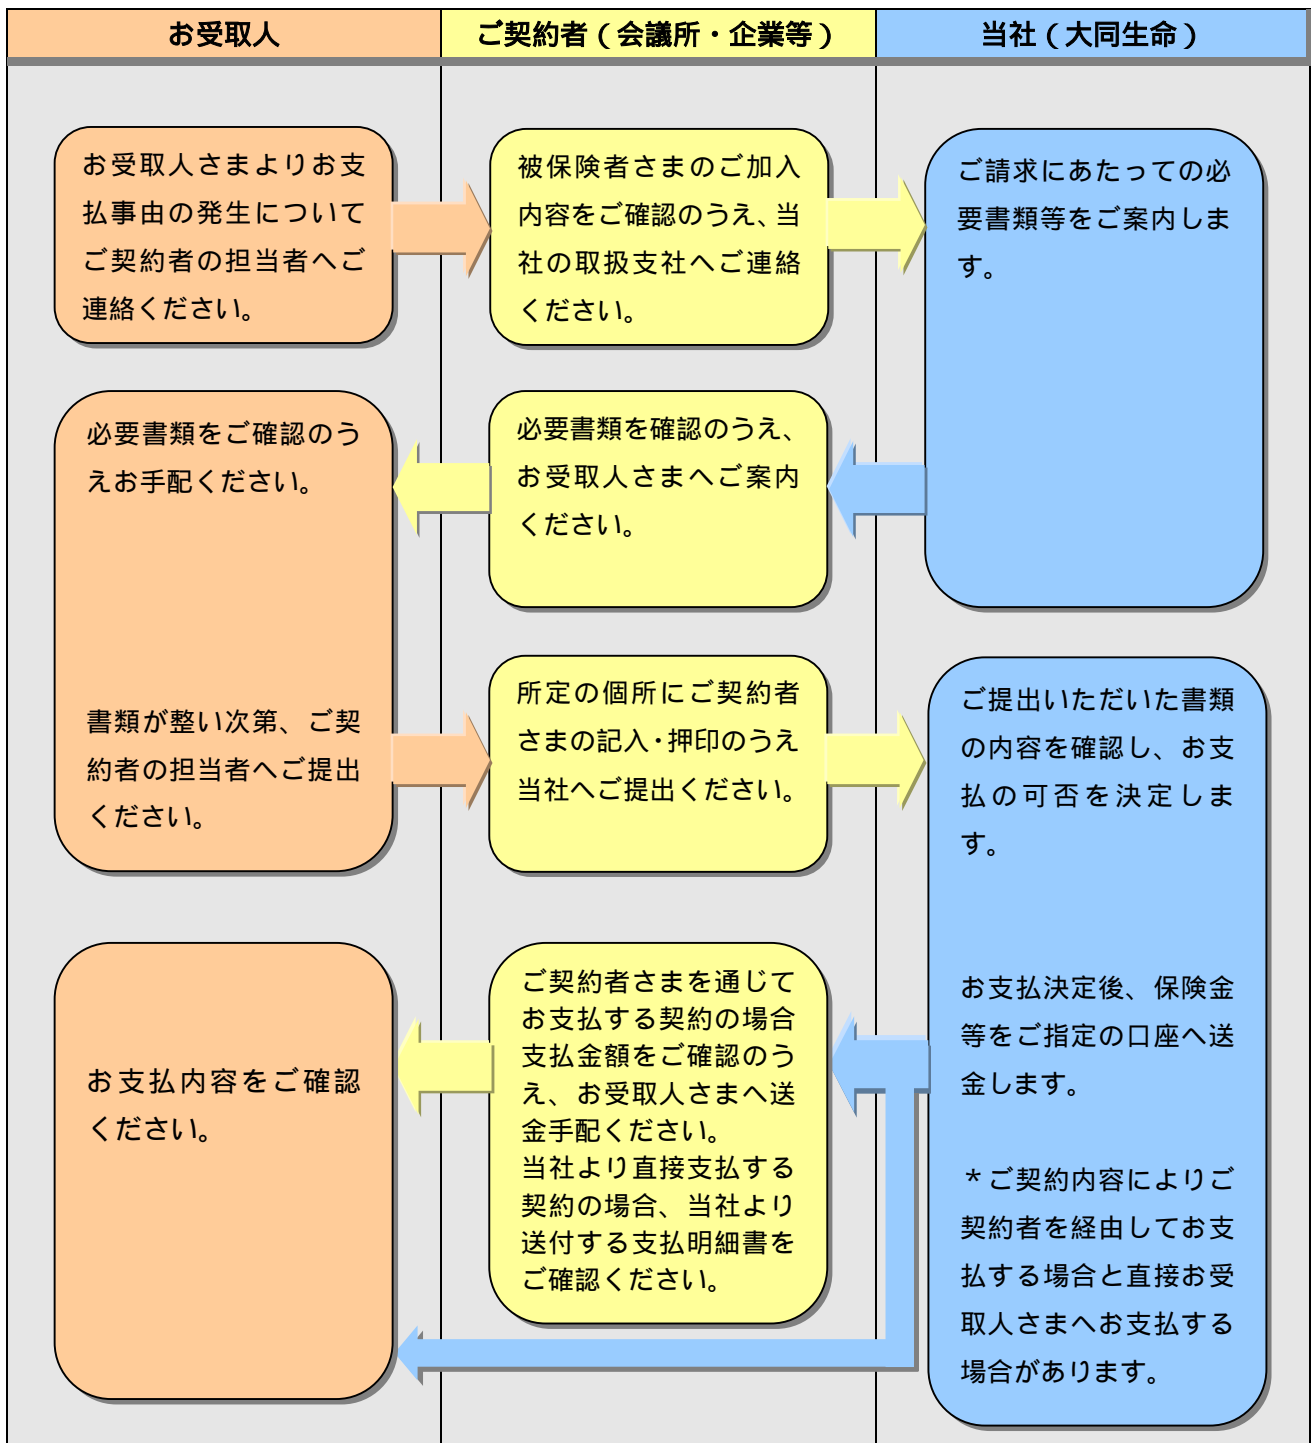 お受取人
ご契約者（会議所・企業等）
当社（大同生命）
お受取人さまよりお支
払事由の発生について
ご契約者の担当者へご
連絡ください。
被保険者さまのご加入
内容をご確認のうえ、当
社の取扱支社へご連絡
ください。
ご請求にあたっての必
要書類等をご案内しま
す。
必要書類を確認のうえ、
お受取人さまへご案内
ください。
必要書類をご確認のう
えお手配ください。
書類が整い次第、ご契
約者の担当者へご提出
ください。
所定の個所にご契約者
さまの記入・押印のうえ
当社へご提出ください。
ご提出いただいた書類
の内容を確認し、お支
払の可否を決定しま
す。
お支払決定後、保険金
等をご指定の口座へ送
金します。
＊ご契約内容によりご
契約者を経由してお支
払する場合と直接お受
取人さまへお支払する
場合があります。
ご契約者さまを通じて
お支払する契約の場合
支払金額をご確認のう
え、お受取人さまへ送
金手配ください。
当社より直接支払する
契約の場合、当社より
送付する支払明細書を
ご確認ください。
お支払内容をご確認
ください。